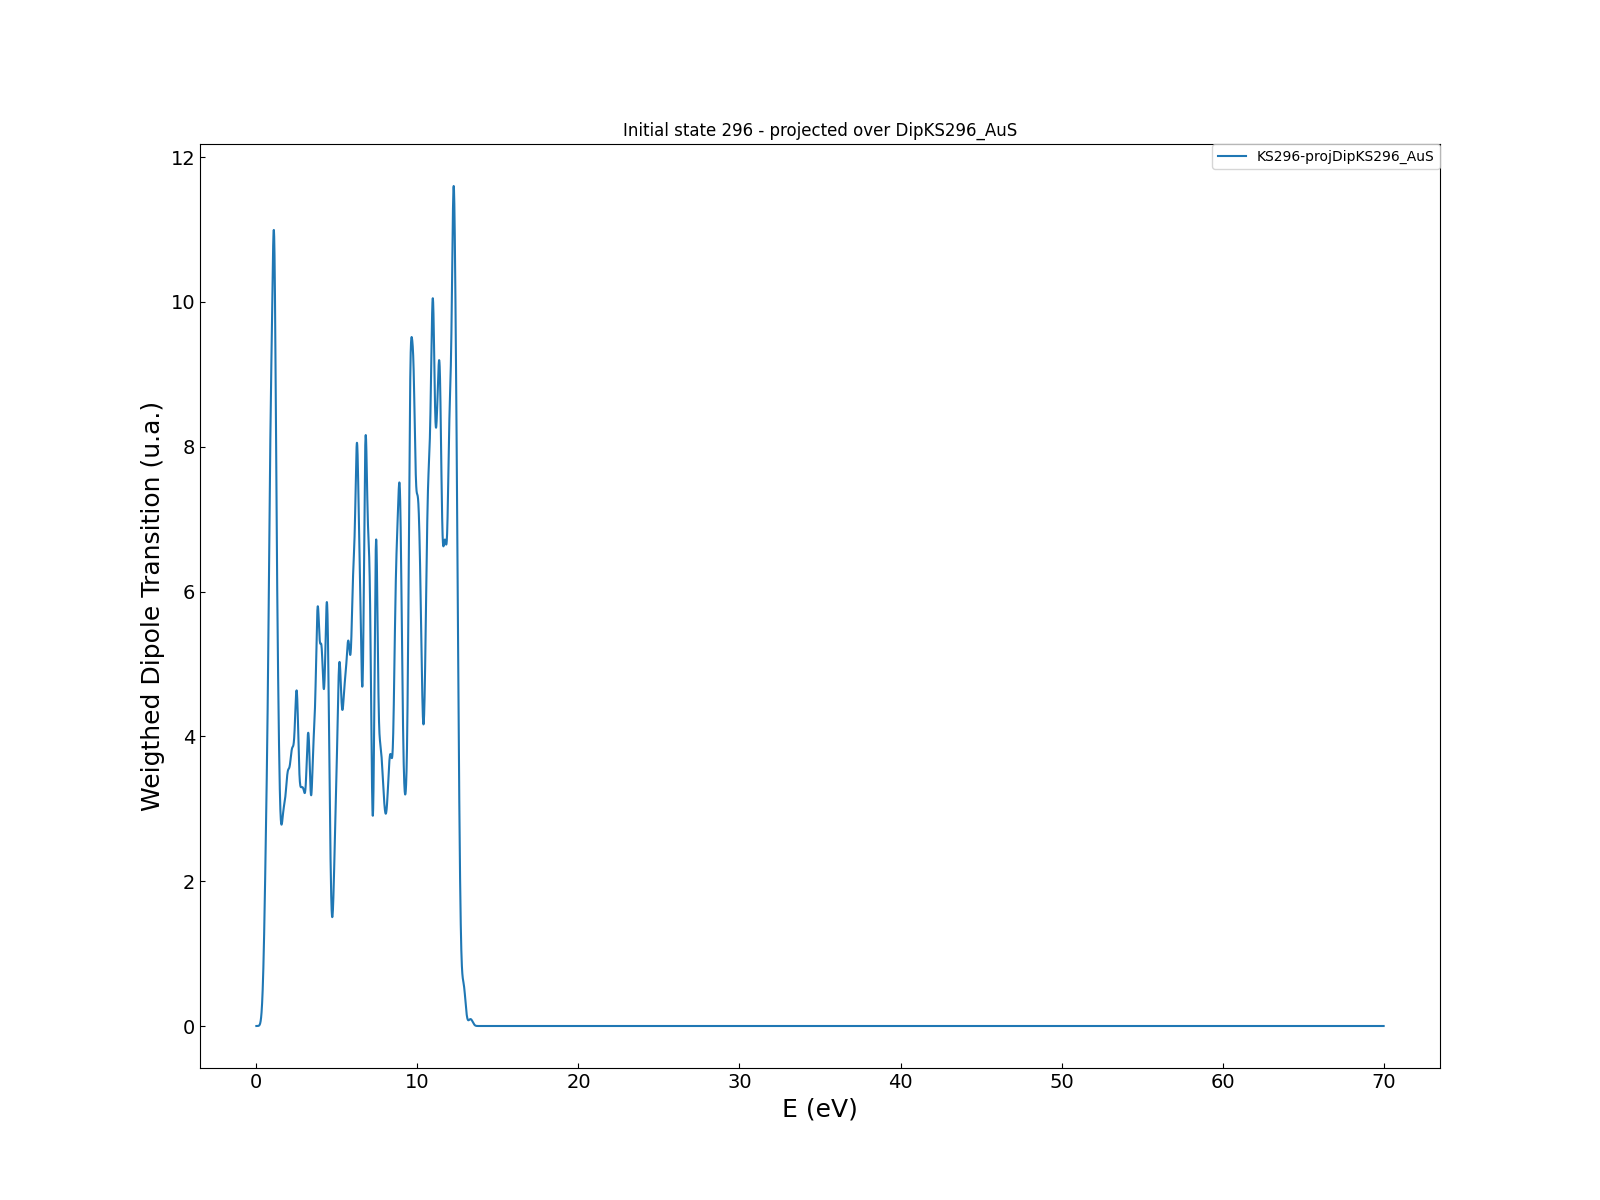 Initial state 296 - projected over DipKS296_AuS
KS296-projDipKS296_AuS
Weigthed Dipole Transition (u.a.)
12
10
8
6
4
2
0
0 10 20 30 40 50 60 70
E (eV)